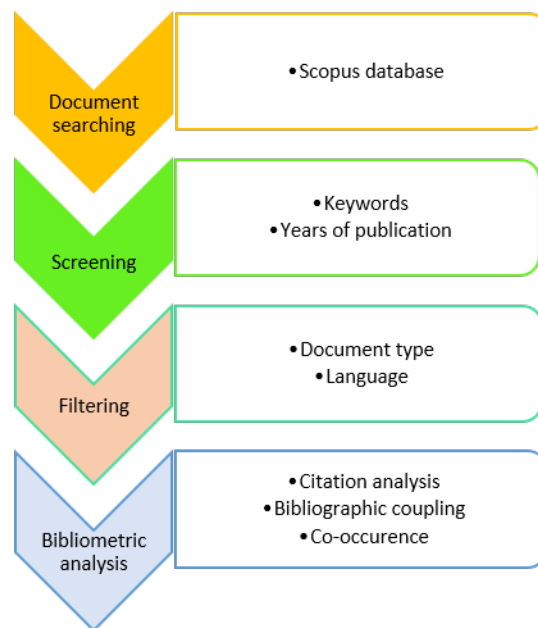 Document
searching
•Scopus database
Screening
•Keywords
•Years of publication
Filtering
•Document type
•Language
Bibliometric
analysis
•Citation analysis
•Bibliographic coupling
•Co-occurence